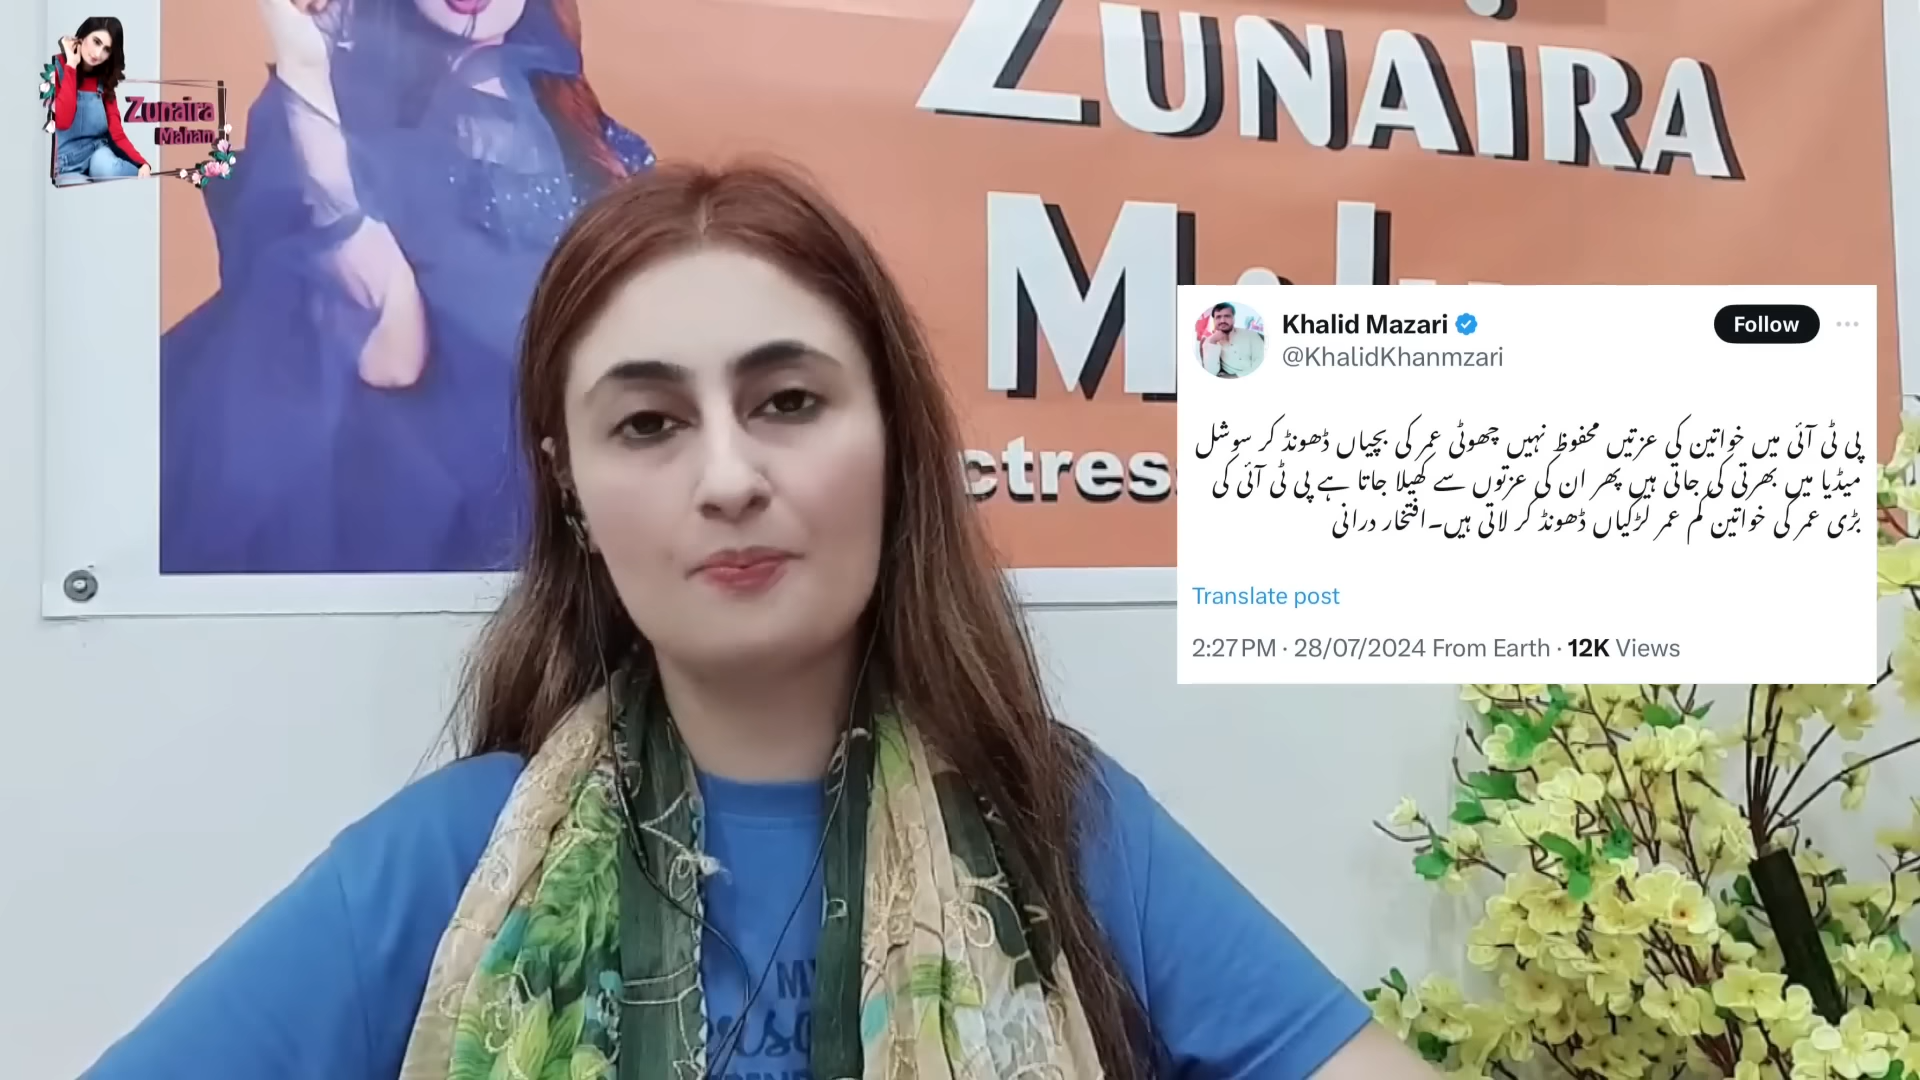 Zunaira
Maham
ZUNAIRA
ctres
Khalid Mazari
@KhalidKhanmzari
Follow
پی ٹی آئی میں خواتین کی عزتیں محفوظ نہیں چھوٹی عمر کی بچیاں ڈھونڈ کر سوشل
میڈیا میں بھرتی کی جاتی ہیں پھر ان کی عزتوں سے کھیلا جاتا ہے پی ٹی آئی کی
بڑی عمر کی خواتین کم عمر لڑکیاں ڈھونڈ کر لاتی ہیں۔افتخار درانی
Translate post
2:27 PM · 28/07/2024 From Earth · 12K Views
MY